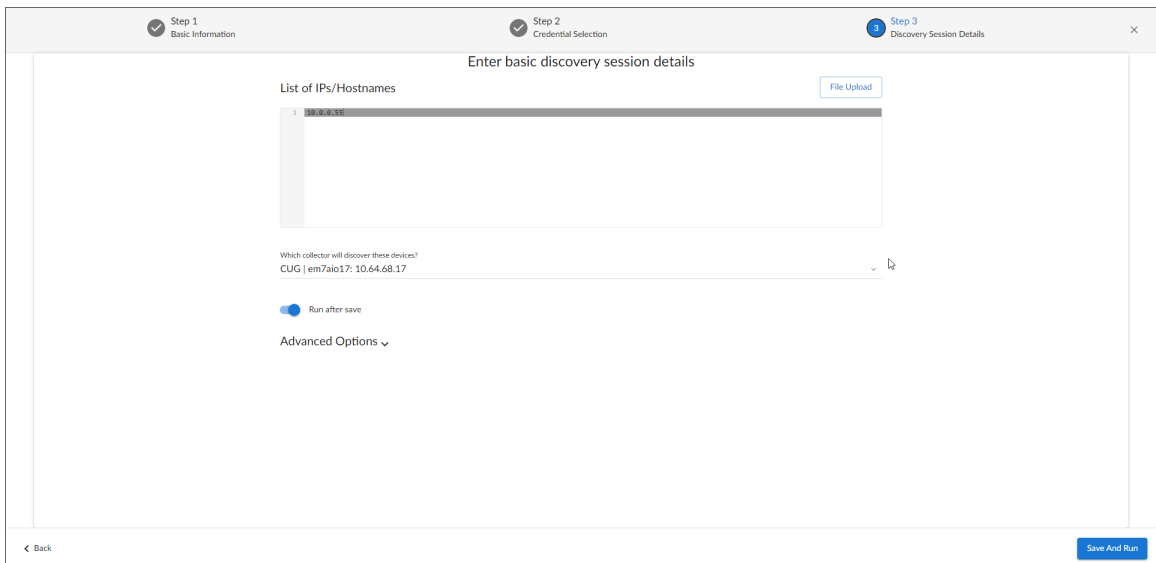 Step 1
Basic Information
Step 2
Credential Selection
3
Step 3
Discovery Session Details
Enter basic discovery session details
List of IPs/Hostnames
File Upload
1
10.0.0.55
Which collector will discover these devices?
CUG | em7aio17: 10.64.68.17
Run after save
Advanced Options
Back
Save And Run